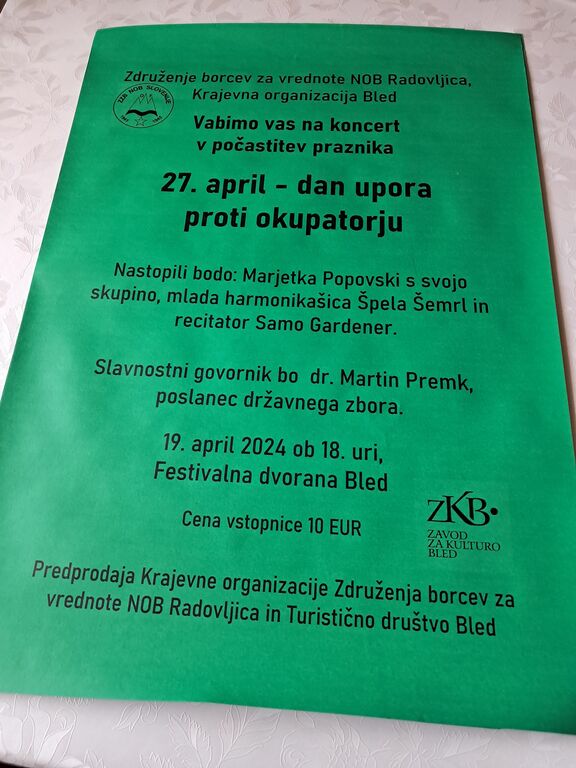 Združenje borcev za vrednote NOB Radovljica,
Krajevna organizacija Bled
ZZB NOB SLOVENIJE
Vabimo vas na koncert
v počastitev praznika
27. april - dan upora
proti okupatorju
Nastopili bodo: Marjetka Popovski s svojo
skupino, mlada harmonikašica Špela Šemrl in
recitator Samo Gardener.
Slavnostni govornik bo dr. Martin Premk,
poslanec državnega zbora.
19. april 2024 ob 18. uri,
Festivalna dvorana Bled
Cena vstopnice 10 EUR
ZKB.
ZAVOD
ZA KULTURO
BLED
Predprodaja Krajevne organizacije Združenja borcev za
vrednote NOB Radovljica in Turistično društvo Bled